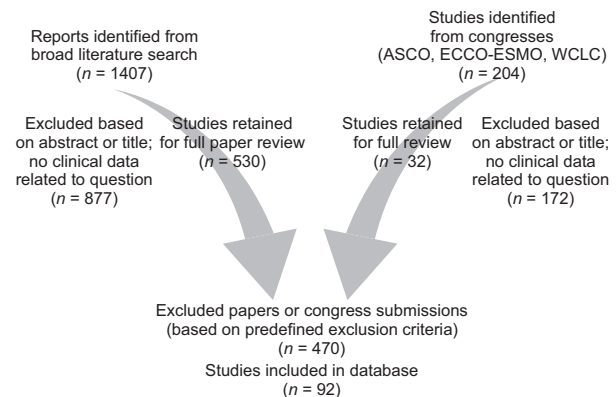 Reports identified from
broad literature search
(n = 1407)
Studies identified
from congresses
(ASCO, ECCO-ESMO, WCLC)
(n = 204)
Excluded based
on abstract or title;
no clinical data
related to question
(n = 877)
Studies retained
for full paper review
(n = 530)
Studies retained
for full review
(n = 32)
Excluded based
on abstract or title;
no clinical data
related to question
(n = 172)
Excluded papers or congress submissions
(based on predefined exclusion criteria)
(n = 470)
Studies included in database
(n = 92)